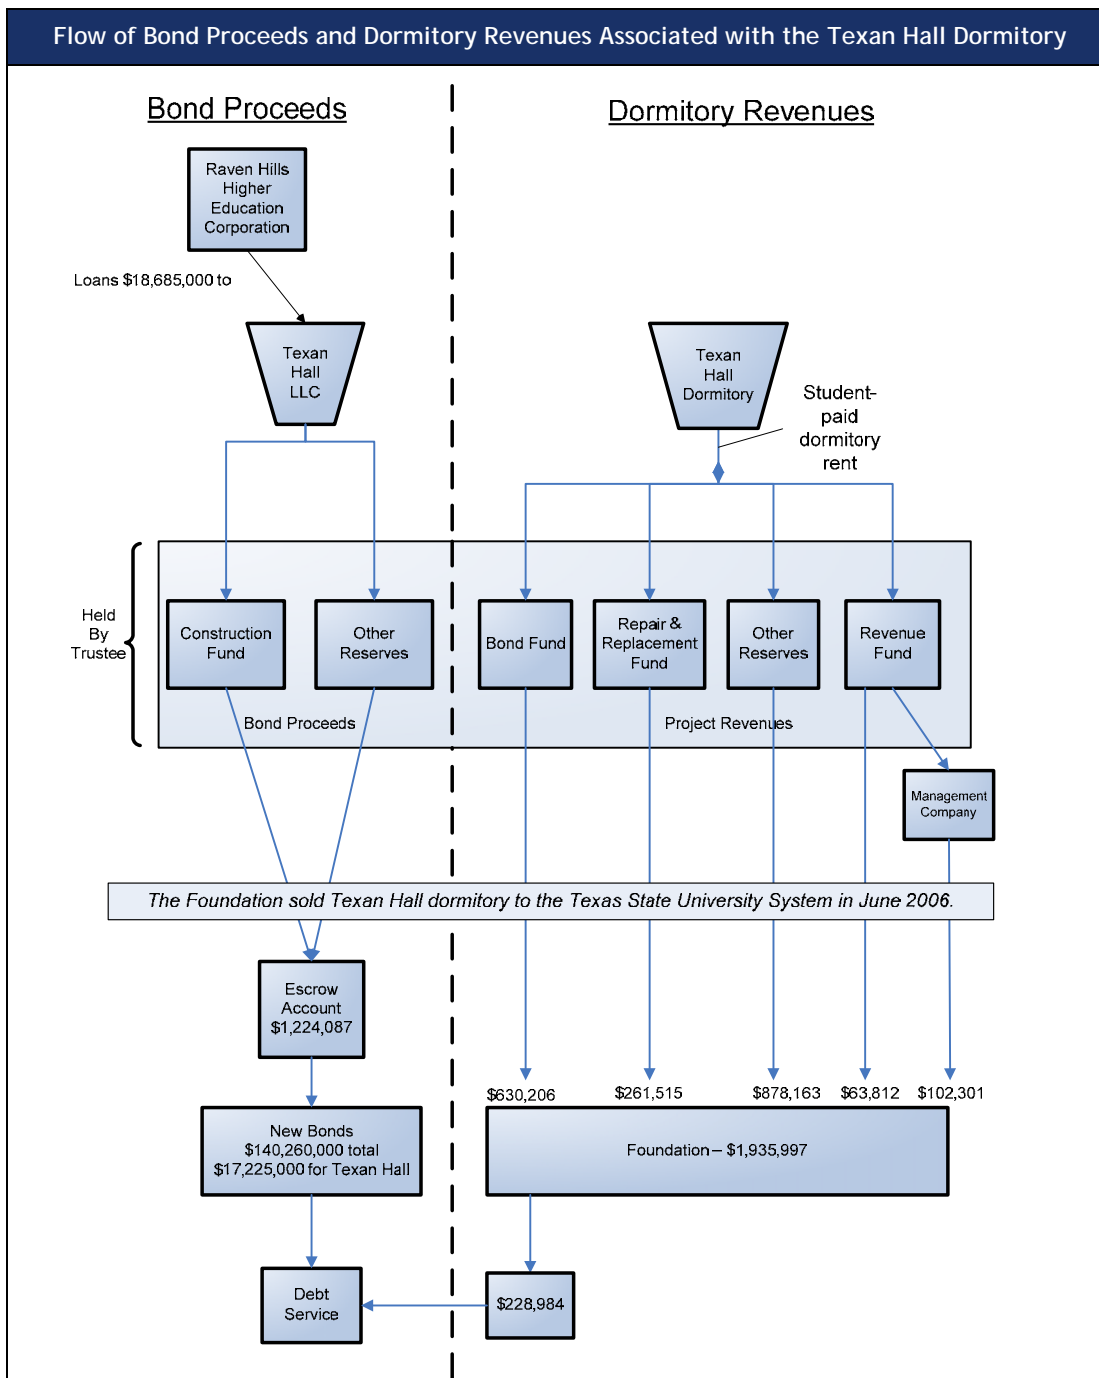 Flow of Bond Proceeds and Dormitory Revenues Associated with the Texan Hall Dormitory
Bond Proceeds
Dormitory Revenues
Raven Hills
Higher
Education
Corporation
Loans $18,685,000 to
Texan
Hall
LLC
Texan
Hall
Dormitory
Student-
paid
dormitory
rent
Held
By
Trustee
Construction
Fund
Other
Reserves
Bond Fund
Repair &
Replacement
Fund
Other
Reserves
Revenue
Fund
Bond Proceeds
Project Revenues
Management
Company
The Foundation sold Texan Hall dormitory to the Texas State University System in June 2006.
Escrow
Account
$1,224,087
$630,206
$261,515
$878,163
$63,812
$102,301
New Bonds
$140,260,000 total
$17,225,000 for Texan Hall
Foundation – $1,935,997
Debt
Service
$228,984